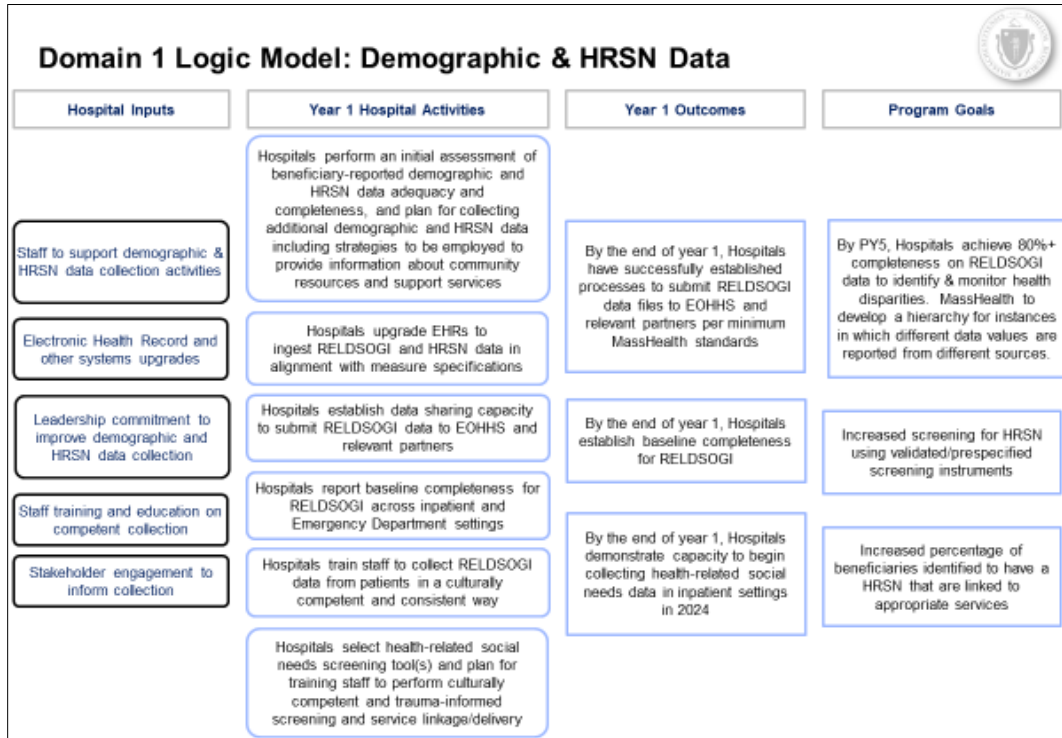 Domain 1 Logic Model: Demographic & HRSN Data
Hospital Inputs
Staff to support demographic &
HRSN data collection activities
Electronic Health Record and
other systems upgrades
Leadership commitment to
improve demographic and
HRSN data collection
Staff training and education on
competent collection
Stakeholder engagement to
inform collection
Year 1 Hospital Activities
Hospitals perform an initial assessment of
beneficiary-reported demographic and
HRSN data adequacy and
completeness, and plan for collecting
additional demographic and HRSN data
including strategies to be employed to
provide information about community
resources and support services
Hospitals upgrade EHRs to
ingest RELDSOGI and HRSN data in
alignment with measure specifications
Hospitals establish data sharing capacity
to submit RELDSOGI data to EOHHS and
relevant partners
Hospitals report baseline completeness for
RELDSOGI across inpatient and
Emergency Department settings
Hospitals train staff to collect RELDSOGI
data from patients in a culturally
competent and consistent way
Hospitals select health-related social
needs screening tool(s) and plan for
training staff to perform culturally
competent and trauma-informed
screening and service linkage/delivery
Year 1 Outcomes
By the end of year 1, Hospitals
have successfully established
processes to submit RELDSOGI
data files to EOHHS and
relevant partners per minimum
MassHealth standards
By the end of year 1, Hospitals
establish baseline completeness
for RELDSOGI
By the end of year 1, Hospitals
demonstrate capacity to begin
collecting health-related social
needs data in inpatient settings
in 2024
Program Goals
By PY5, Hospitals achieve 80%+
completeness on RELDSOGI
data to identify & monitor health
disparities. MassHealth to
develop a hierarchy for instances
in which different data values are
reported from different sources.
Increased screening for HRSN
using validated/prespecified
screening instruments
Increased percentage of
beneficiaries identified to have a
HRSN that are linked to
appropriate services